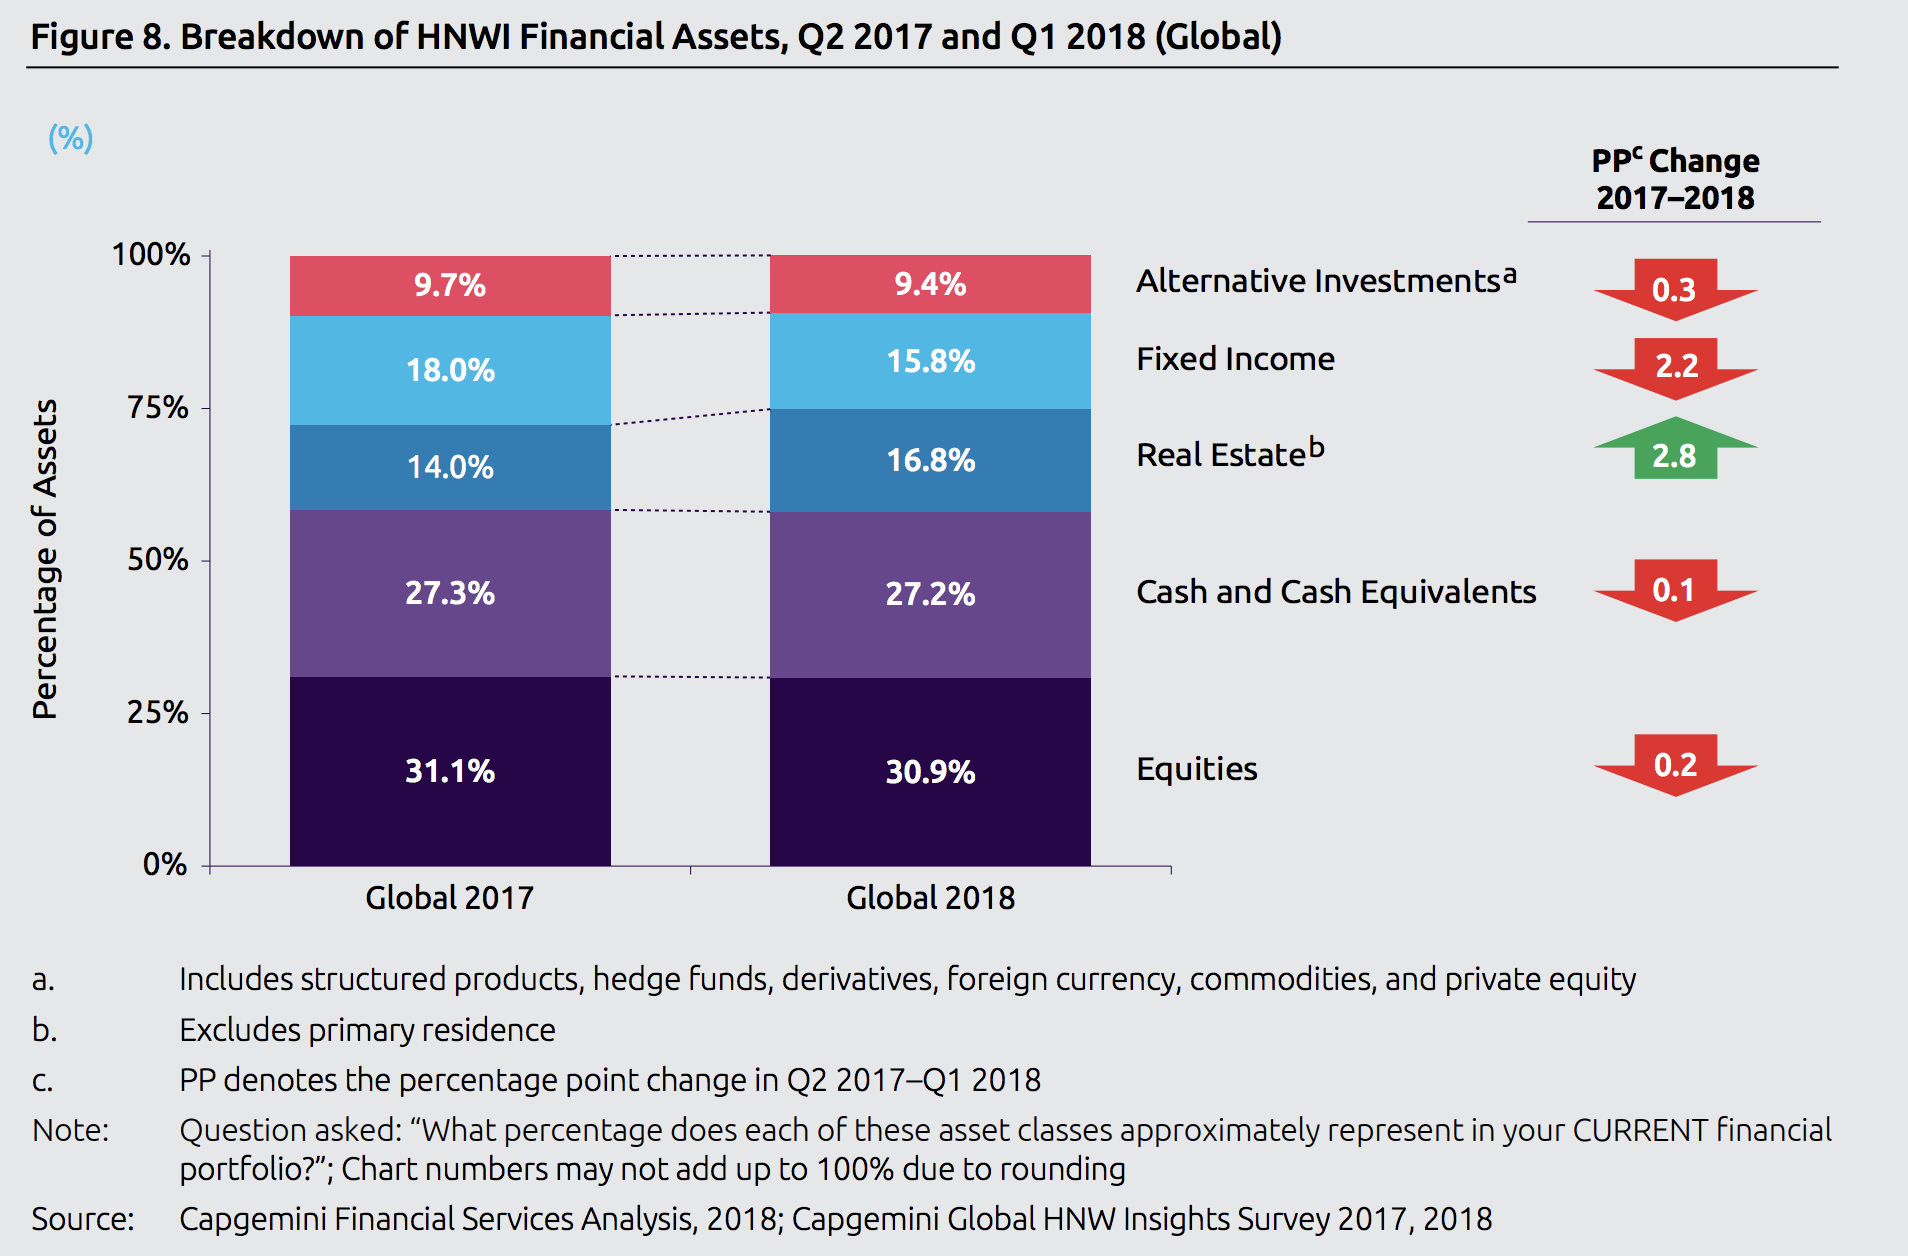 Figure 8. Breakdown of HNWI Financial Assets, Q2 2017 and Q1 2018 (Global)
(%)
PPc Change
2017–2018
Percentage of Assets
100%
75%
50%
25%
0%
9.7%
18.0%
14.0%
27.3%
31.1%
9.4%
15.8%
16.8%
27.2%
30.9%
Alternative Investmentsa
0.3
Fixed Income
2.2
Real Estateb
2.8
Cash and Cash Equivalents
0.1
Equities
0.2
Global 2017
Global 2018
a. Includes structured products, hedge funds, derivatives, foreign currency, commodities, and private equity
b. Excludes primary residence
c. PP denotes the percentage point change in Q2 2017–Q1 2018
Note: Question asked: “What percentage does each of these asset classes approximately represent in your CURRENT financial
portfolio?”; Chart numbers may not add up to 100% due to rounding
Source: Capgemini Financial Services Analysis, 2018; Capgemini Global HNW Insights Survey 2017, 2018